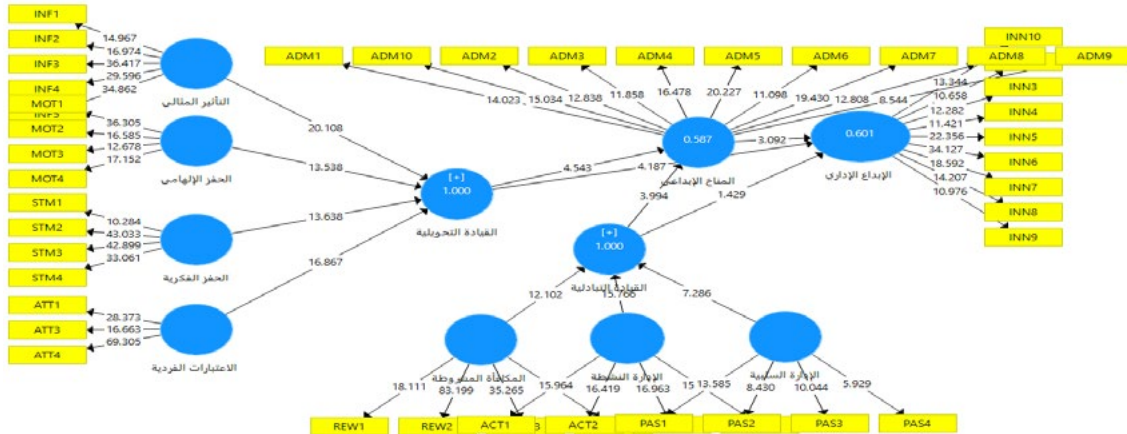 INF1
INF2
INF3
INF4
MOT1
MOT2
MOT3
MOT4
STM1
STM2
STM3
STM4
ATT1
ATT3
ATT4
14.967
16.974
36.417
29.596
34.862
36.305
16.585
12.678
17.152
10.284
43.033
42.899
33.061
28.373
16.663
69.305
التأثير المثالي
الحفز الإلهامي
الحفز الفكرية
الاعتبارات الفردية
20.108
13.538
13.638
16.867
[+]
1.000
القيادة التحويلية
4.543
4.187
3.994
1.429
3.092
ADM1
ADM10
ADM2
ADM3
ADM4
ADM5
ADM6
ADM7
ADM8
ADM9
14.023
15.034
12.838
11.858
16.478
20.227
11.098
19.430
12.808
8.544
0.587
المناخ الإبداعي
0.601
الإبداع الإداري
INN10
INN3
INN4
INN5
INN6
INN7
INN8
INN9
13.344
10.658
12.282
11.421
22.356
34.127
18.592
14.207
10.976
[+]
1.000
القيادة التبادلية
12.102
15.766
7.286
المكافأة المشروطة
الإدارة النشطة
الإدارة السلبية
18.111
83.199
35.265
15.964
16.419
16.963
13.585
8.430
10.044
5.929
REW1
REW2
ACT1
ACT2
PAS1
PAS2
PAS3
PAS4